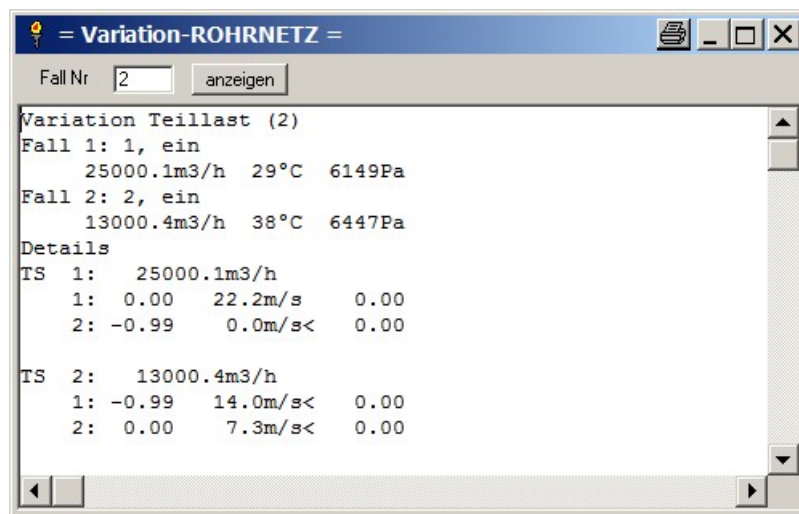 = Variation-ROHRNETZ =
Fall Nr 2 anzeigen
Variation Teillast (2)
Fall 1: 1, ein
25000.1m3/h 29°C 6149Pa
Fall 2: 2, ein
13000.4m3/h 38°C 6447Pa
Details
TS 1: 25000.1m3/h
1: 0.00 22.2m/s 0.00
2: -0.99 0.0m/s< 0.00
TS 2: 13000.4m3/h
1: -0.99 14.0m/s< 0.00
2: 0.00 7.3m/s< 0.00